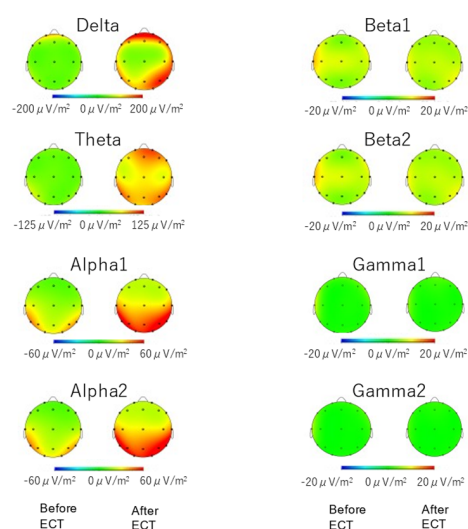 Delta
-200 μV/m² 0 μV/m² 200 μV/m²
Theta
-125 μV/m² 0 μV/m² 125 μV/m²
Alpha1
-60 μV/m² 0 μV/m² 60 μV/m²
Alpha2
-60 μV/m² 0 μV/m² 60 μV/m²
Before
ECT
After
ECT
Beta1
-20 μV/m² 0 μV/m² 20 μV/m²
Beta2
-20 μV/m² 0 μV/m² 20 μV/m²
Gamma1
-20 μV/m² 0 μV/m² 20 μV/m²
Gamma2
-20 μV/m² 0 μV/m² 20 μV/m²
Before
ECT
After
ECT